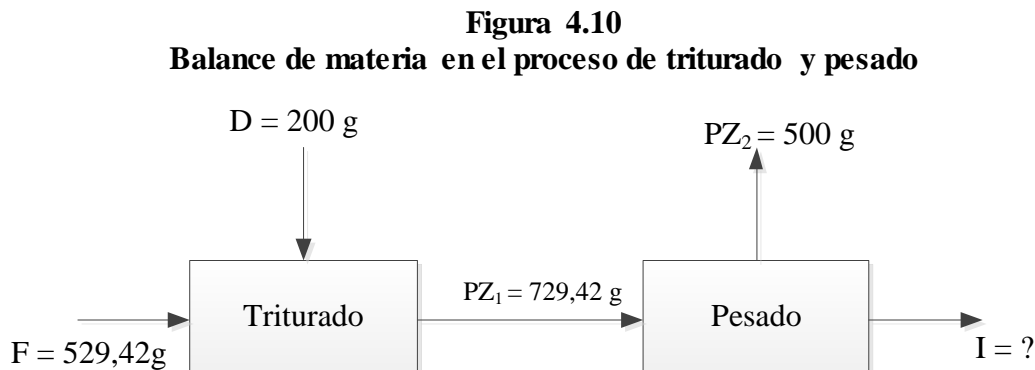 Figura 4.10
Balance de materia en el proceso de triturado y pesado
D = 200 g
PZ₂ = 500 g
Triturado
PZ₁ = 729,42 g
Pesado
F = 529,42g
I = ?